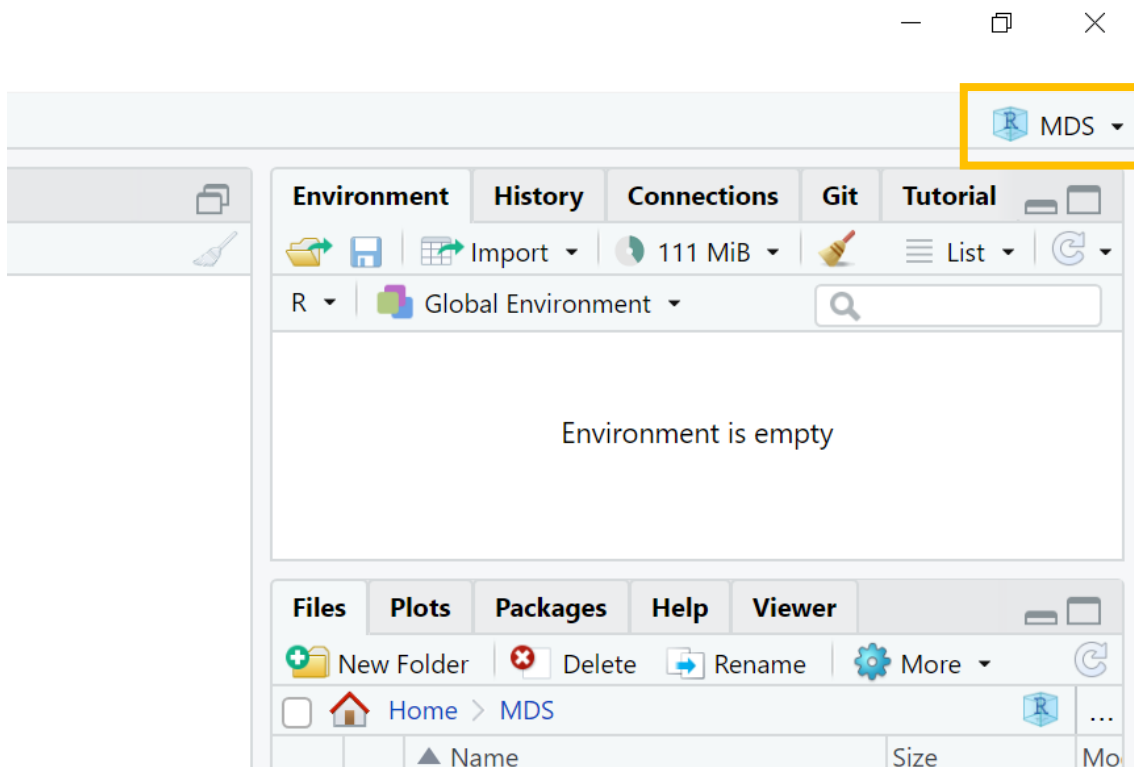 MDS
Environment History Connections Git Tutorial
Import 111 MiB List
R Global Environment
Environment is empty
Files Plots Packages Help Viewer
New Folder Delete Rename More
Home MDS ...
Name Size Mo